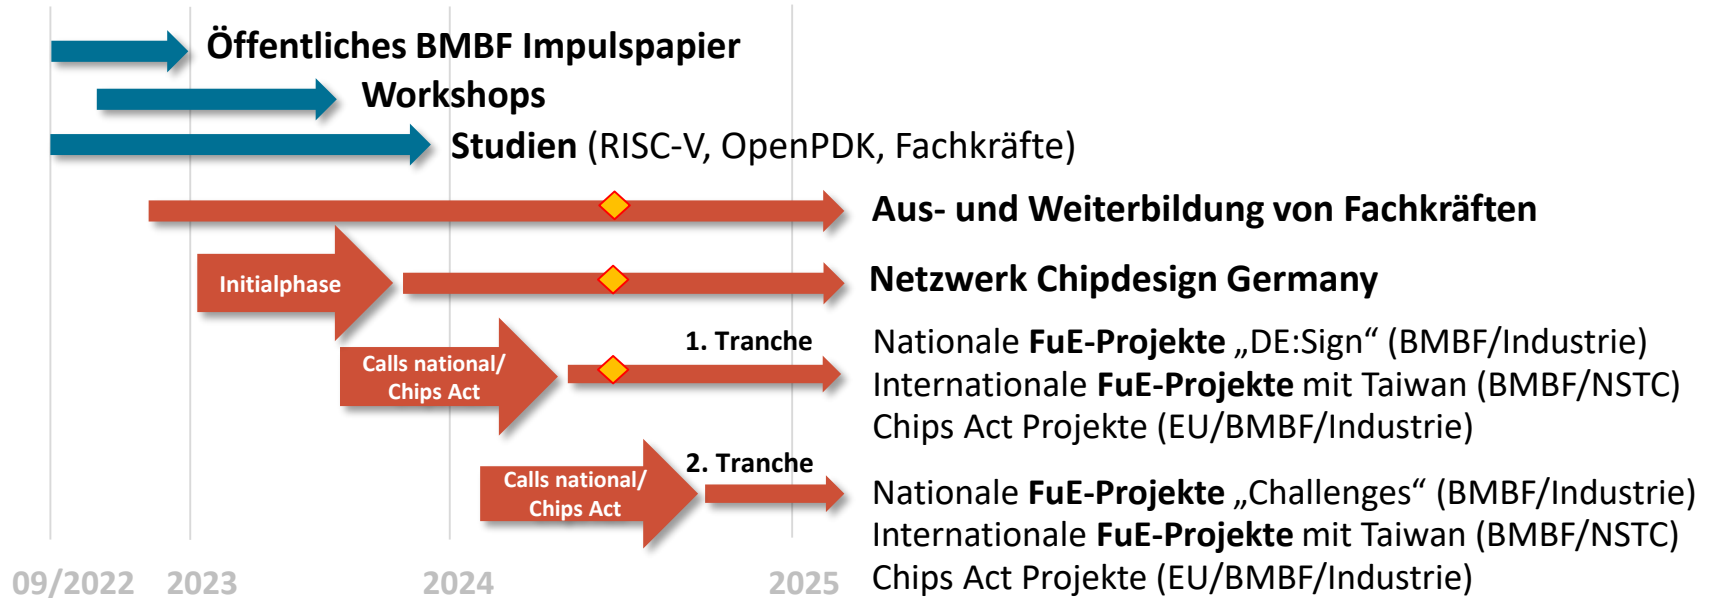 Öffentliches BMBF Impulspapier
Workshops
Studien (RISC-V, OpenPDK, Fachkräfte)
Aus- und Weiterbildung von Fachkräften
Initialphase
Netzwerk Chipdesign Germany
Calls national/
Chips Act
1. Tranche
Nationale FuE-Projekte „DE:Sign“ (BMBF/Industrie)
Internationale FuE-Projekte mit Taiwan (BMBF/NSTC)
Chips Act Projekte (EU/BMBF/Industrie)
Calls national/
Chips Act
2. Tranche
Nationale FuE-Projekte „Challenges“ (BMBF/Industrie)
Internationale FuE-Projekte mit Taiwan (BMBF/NSTC)
Chips Act Projekte (EU/BMBF/Industrie)
09/2022 2023 2024 2025